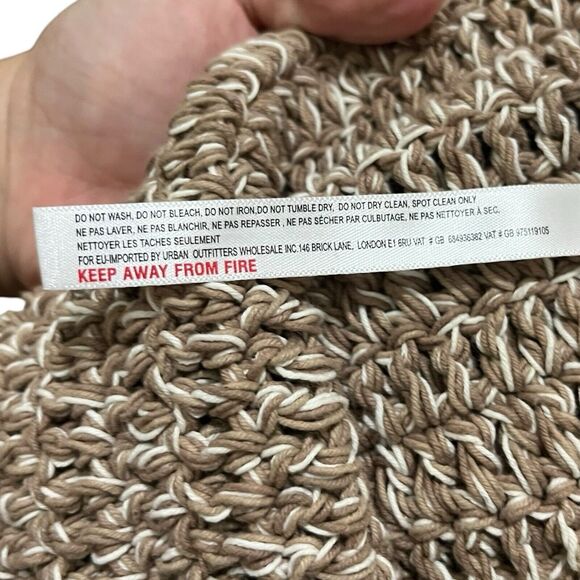 DO NOT WASH, DO NOT BLEACH, DO NOT IRON,DO NOT TUMBLE DRY, DO NOT DRY CLEAN, SPOT CLEAN ONLY
NE PAS LAVER, NE PAS BLANCHIR, NE PAS REPASSER , NE PAS SÉCHER PAR CULBUTAGE, NE PAS NETTOYER À SEC,
NETTOYER LES TACHES SEULEMENT
FOR EU-IMPORTED BY URBAN OUTFITTERS WHOLESALE INC.146 BRICK LANE, LONDON E1 6RU VAT # GB 684936382 VAT # GB 975119105
KEEP AWAY FROM FIRE